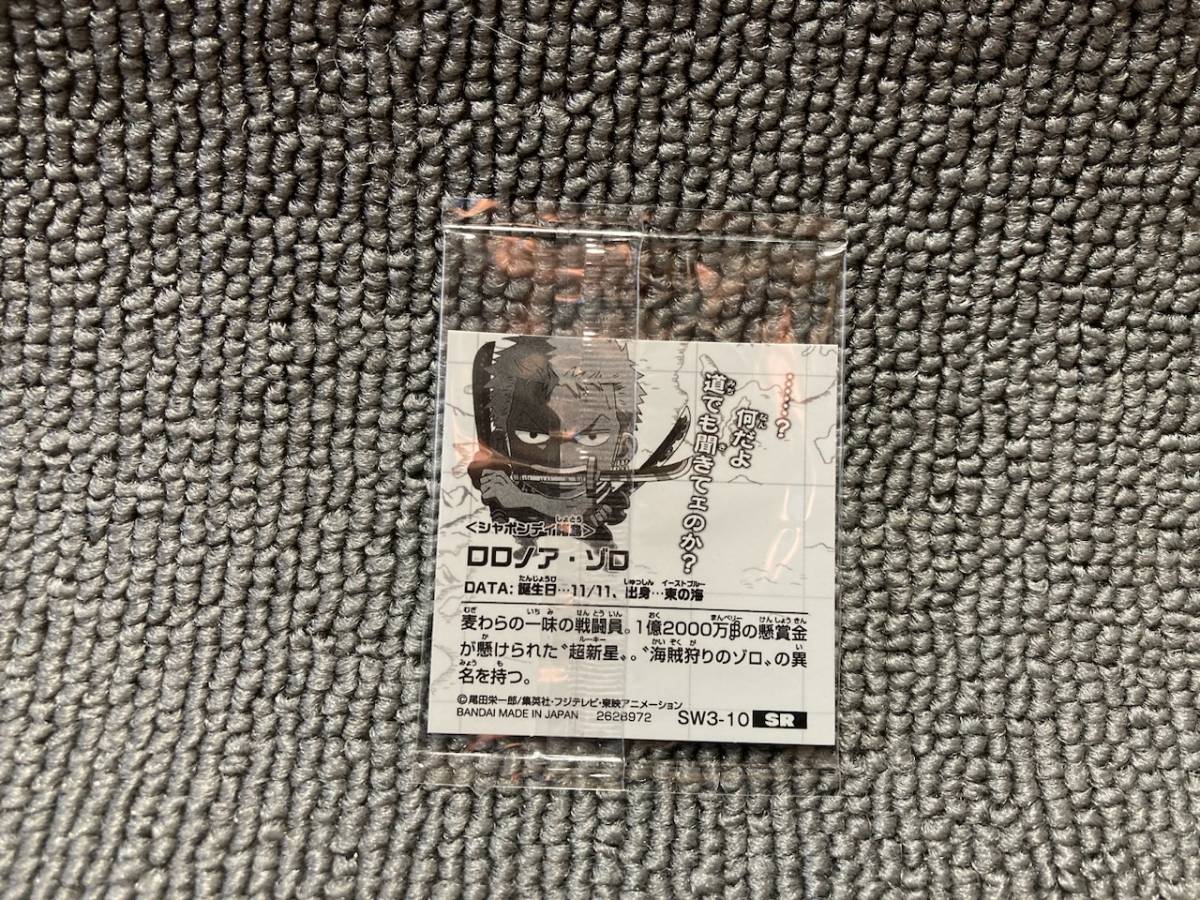 ……?
何だよ
道でも聞きてェのか?
<シャボンディ諸島>
ロロノア・ゾロ
DATA: 誕生日…11/11、出身…東の海
麦わらの一味の戦闘員。1億2000万の懸賞金
が懸けられた“超新星”。“海賊狩りのゾロ”の異
名を持つ。
©尾田栄一郎/集英社・フジテレビ・東映アニメーション
BANDAI MADE IN JAPAN 2628972 SW3-10 SR